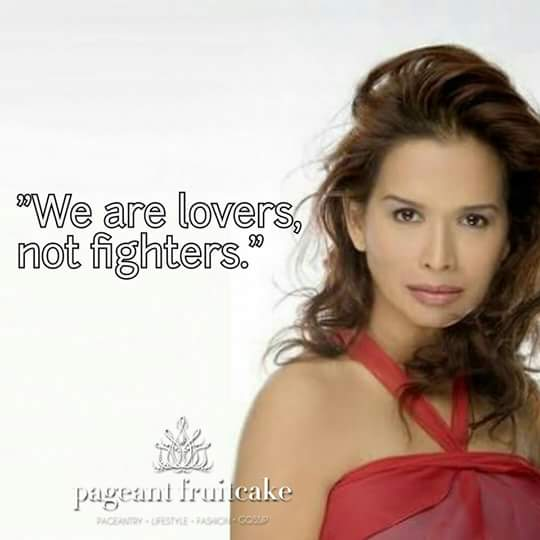 ”We are lovers,
not fighters.”
pageant fruitcake
PAGEANTRY • LIFESTYLE • FASHION • GOSSIP